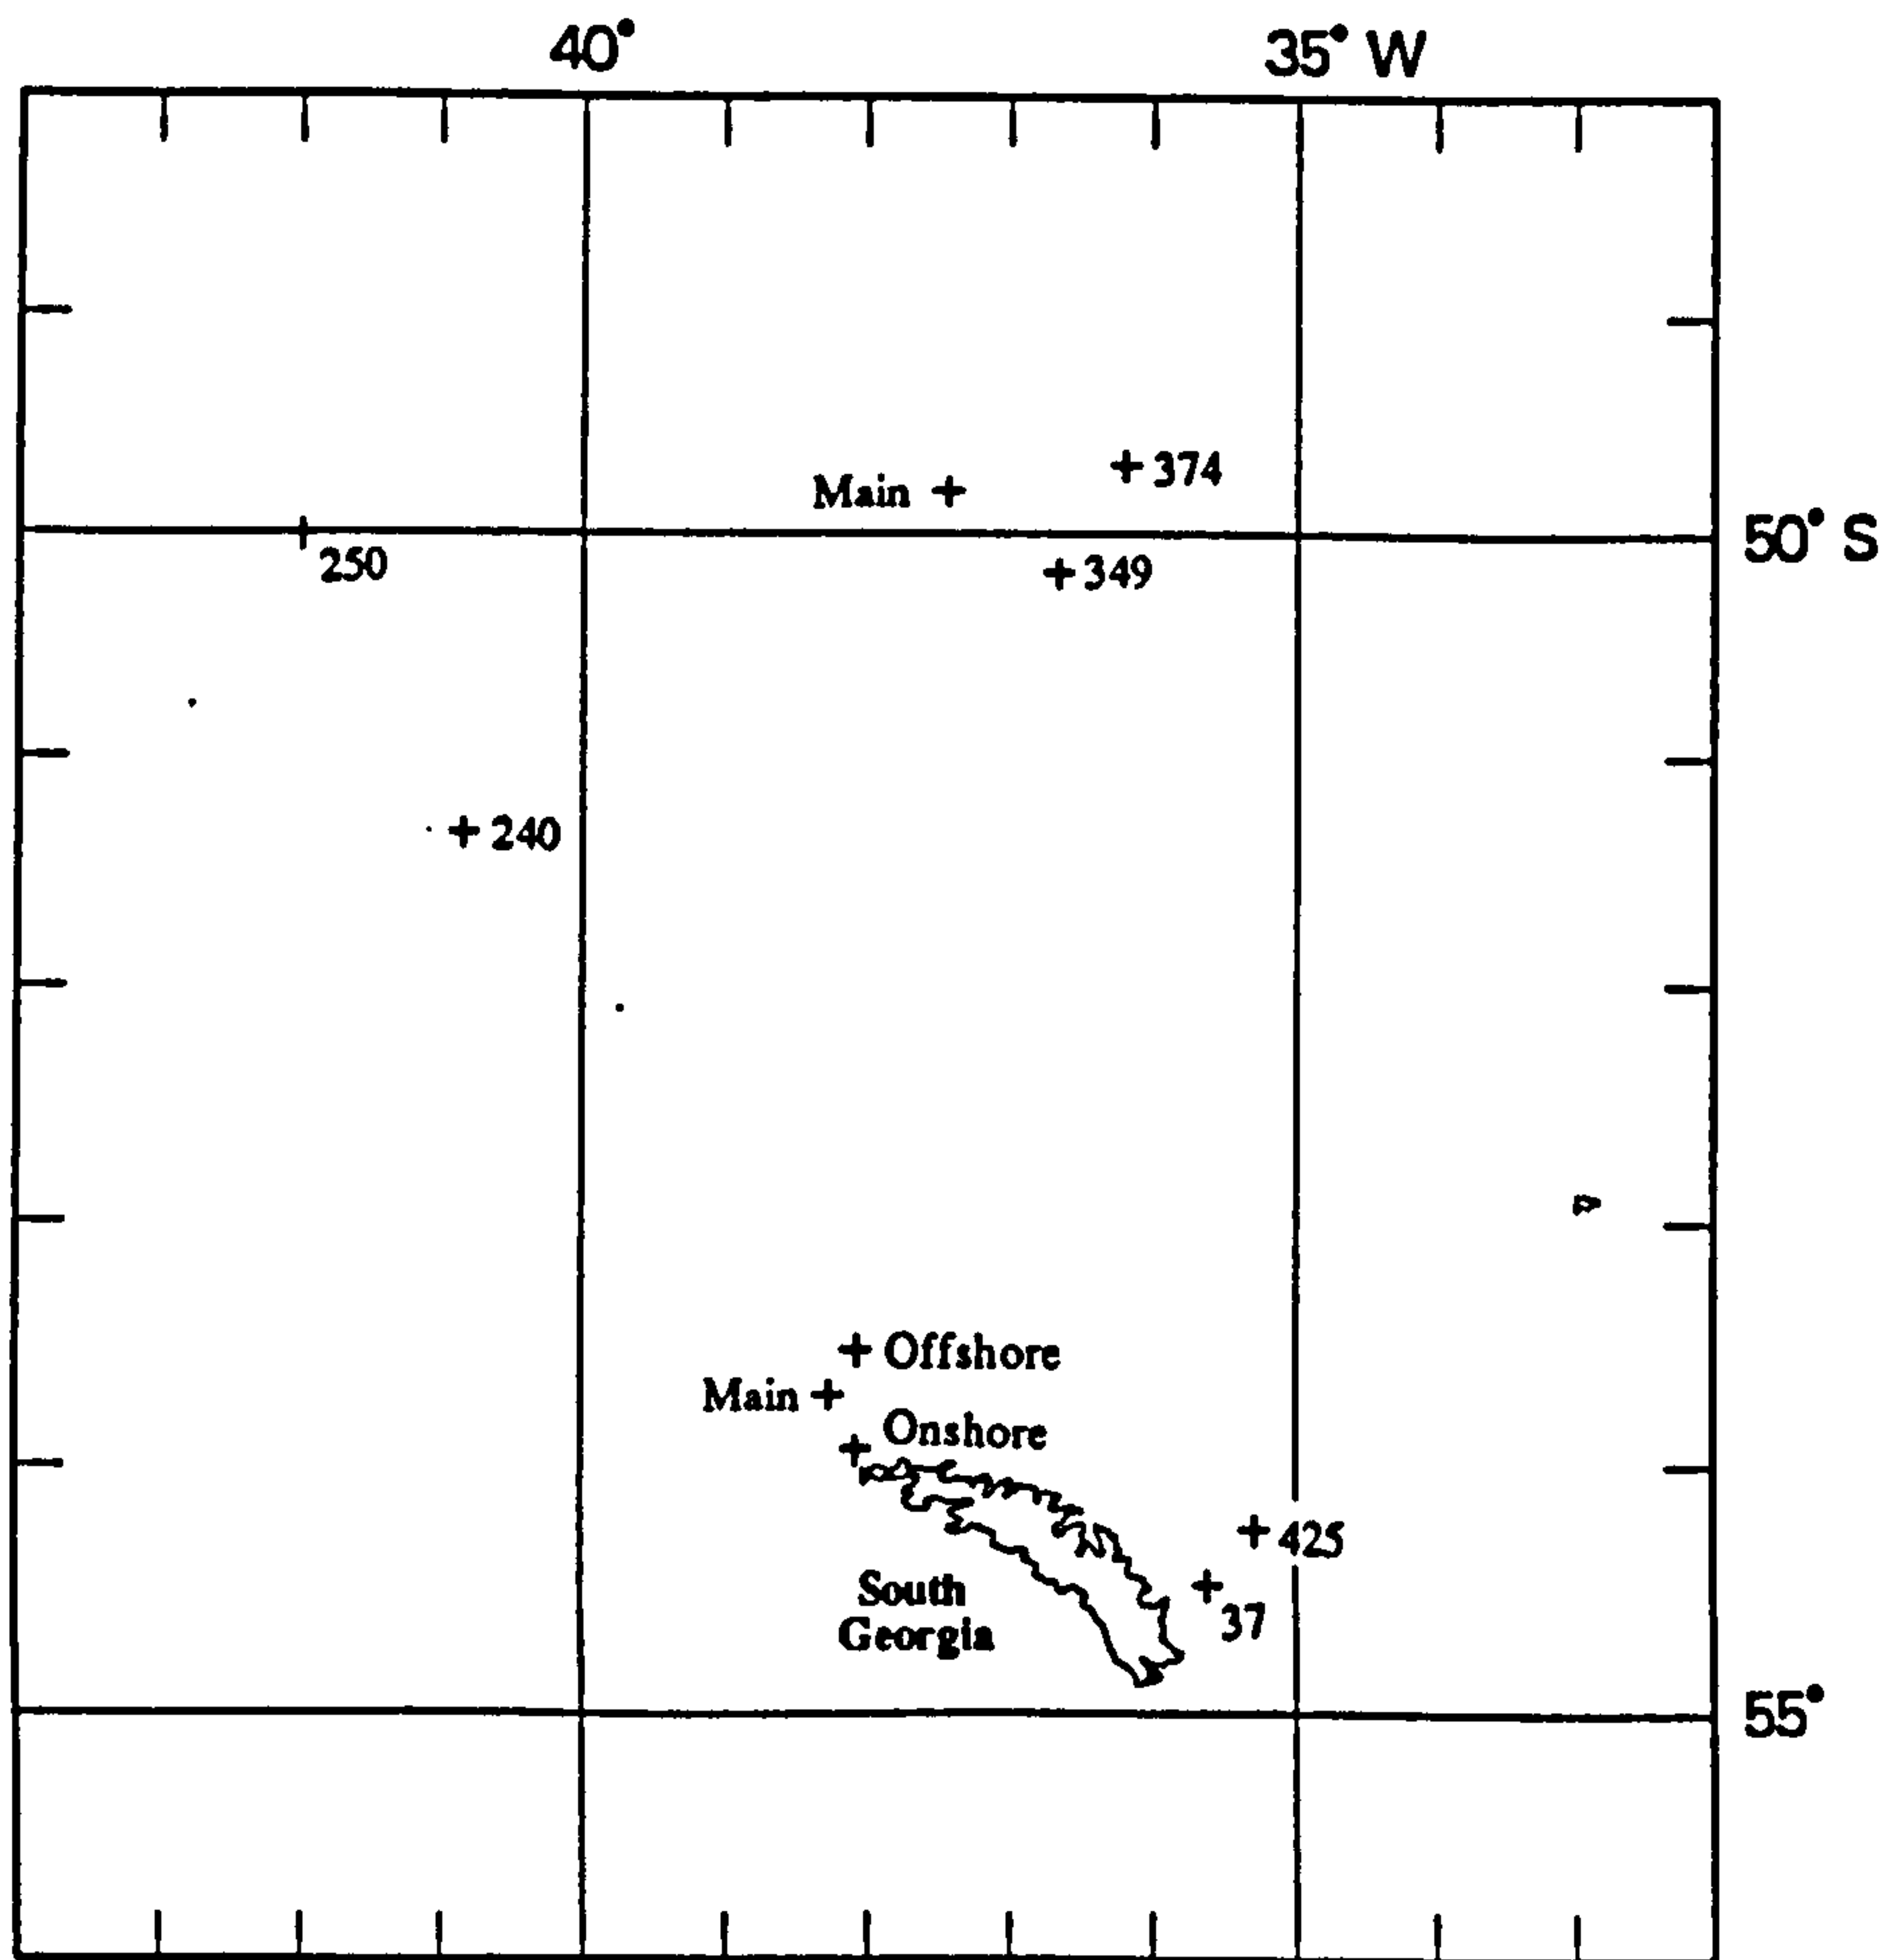 40°
35° W
+ 374
Main +
50° S
250
+ 349
+ 240
+ Offshore
Main +
+ Onshore
+ 425
South
Georgia
+
37
55°